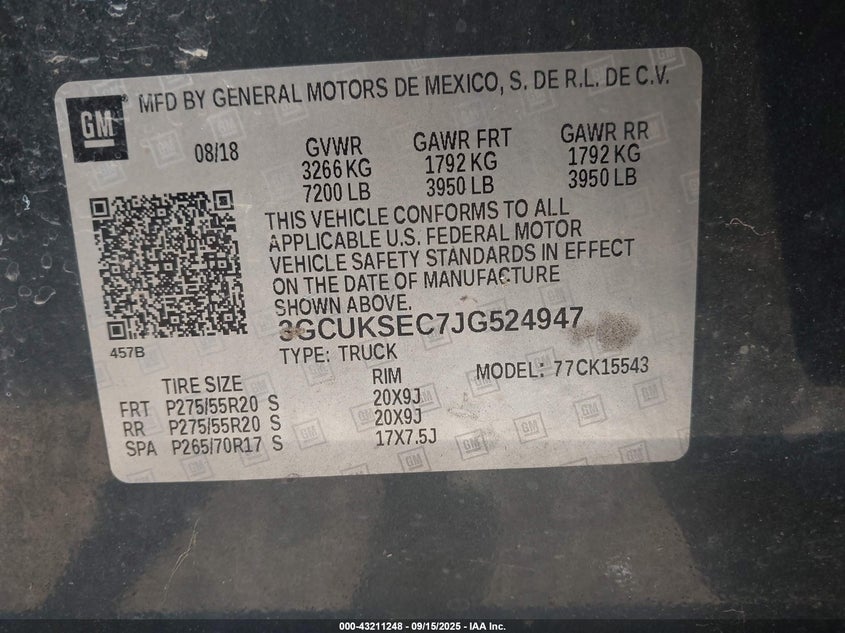 GM
MFD BY GENERAL MOTORS DE MEXICO, S. DE R.L. DE C.V.
08/18 GVWR GAWR FRT GAWR RR
3266 KG 1792 KG 1792 KG
7200 LB 3950 LB 3950 LB
THIS VEHICLE CONFORMS TO ALL
APPLICABLE U.S. FEDERAL MOTOR
VEHICLE SAFETY STANDARDS IN EFFECT
ON THE DATE OF MANUFACTURE
SHOWN ABOVE.
3GCUKSEC7JG524947
457B
TYPE: TRUCK
MODEL: 77CK15543
TIRE SIZE RIM
FRT P275/55R20 S 20X9J
RR P275/55R20 S 20X9J
SPA P265/70R17 S 17X7.5J
000-43211248 - 09/15/2025 - IAA Inc.